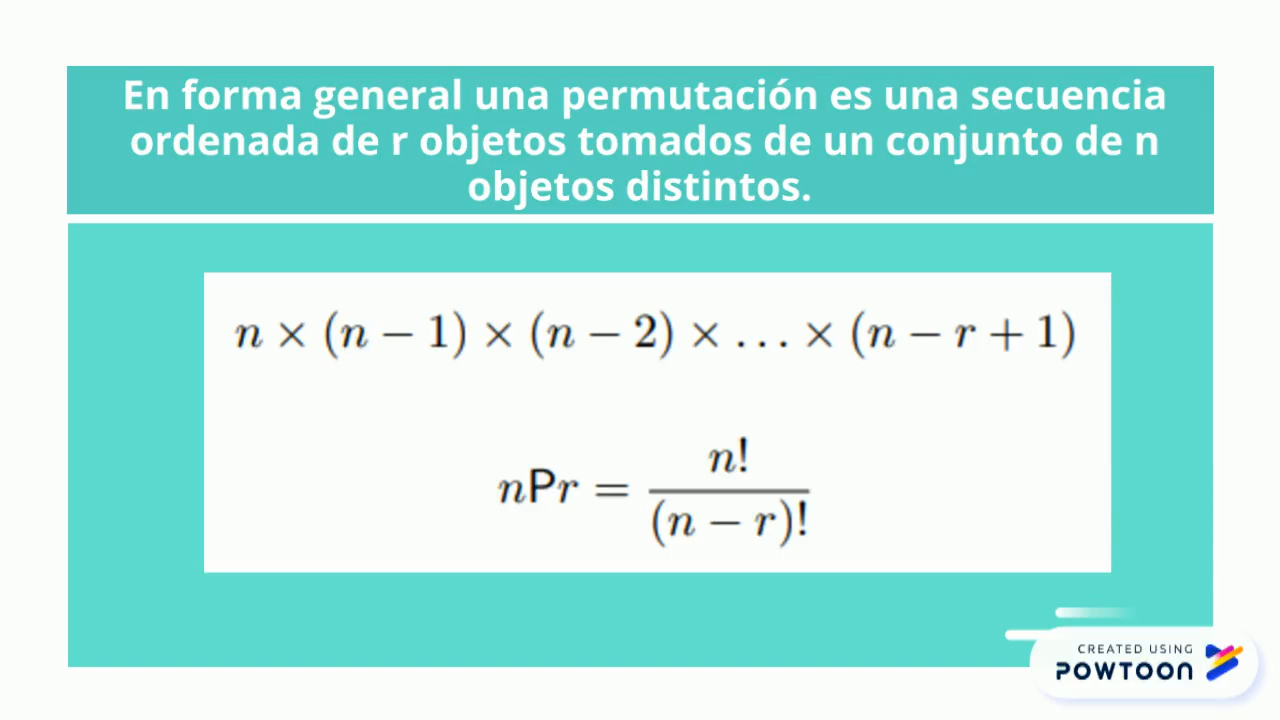 En forma general una permutación es una secuencia
ordenada de r objetos tomados de un conjunto de n
objetos distintos.
n × (n − 1) × (n − 2) × . . . × (n − r + 1)
nPr = n! / (n − r)!
CREATED USING
POWTOON